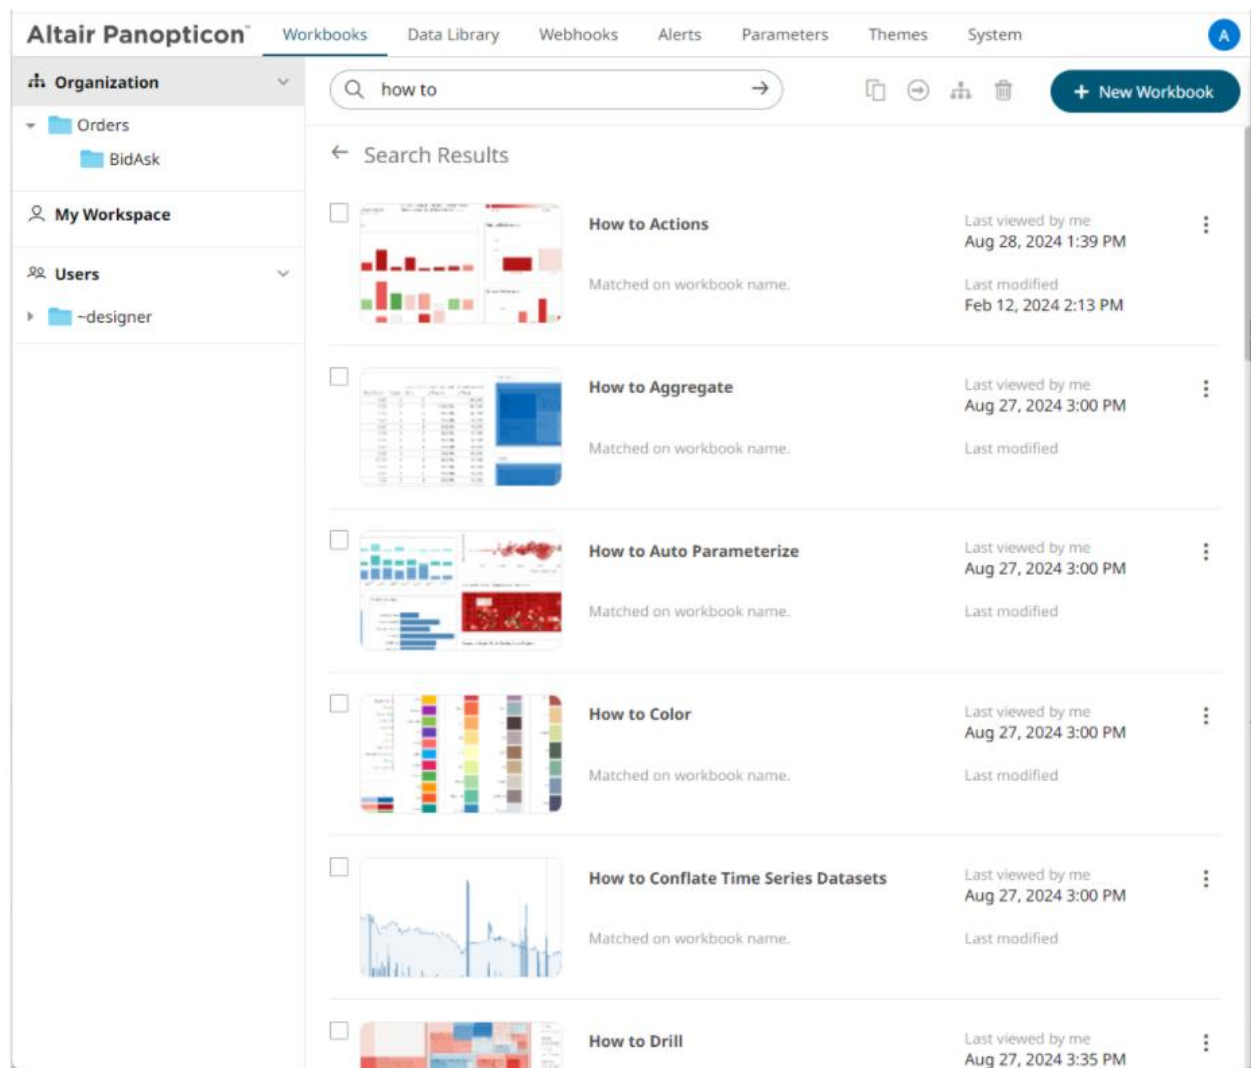 Altair Panopticon™
Workbooks Data Library Webhooks Alerts Parameters Themes System
A
Organization
how to
+ New Workbook
Orders
BidAsk
Search Results
My Workspace
Users
~designer
How to Actions
Last viewed by me
Aug 28, 2024 1:39 PM
Matched on workbook name.
Last modified
Feb 12, 2024 2:13 PM
How to Aggregate
Last viewed by me
Aug 27, 2024 3:00 PM
Matched on workbook name.
Last modified
How to Auto Parameterize
Last viewed by me
Aug 27, 2024 3:00 PM
Matched on workbook name.
Last modified
How to Color
Last viewed by me
Aug 27, 2024 3:00 PM
Matched on workbook name.
Last modified
How to Conflate Time Series Datasets
Last viewed by me
Aug 27, 2024 3:00 PM
Matched on workbook name.
Last modified
How to Drill
Last viewed by me
Aug 27, 2024 3:35 PM